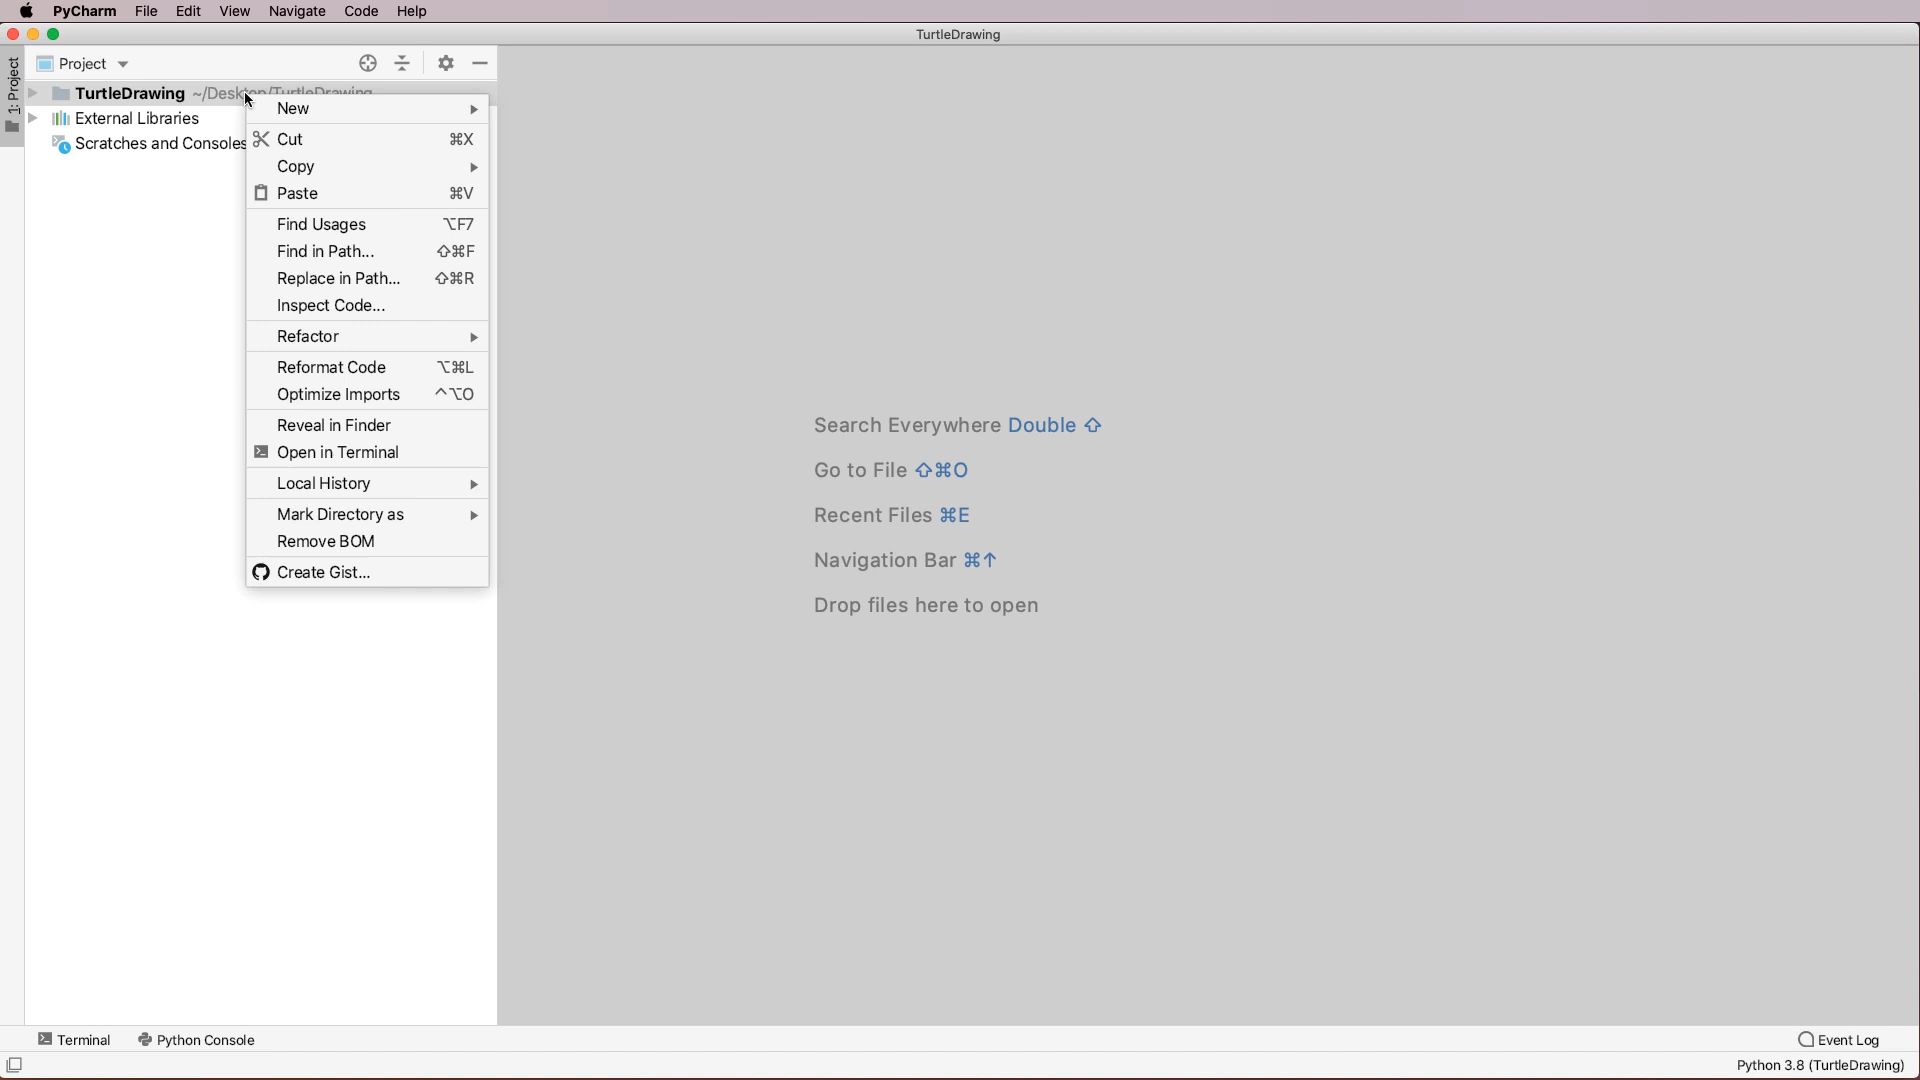 PyCharm File Edit View Navigate Code Help
TurtleDrawing
1: Project
Project
TurtleDrawing ~/Desktop/TurtleDrawing
External Libraries
Scratches and Consoles
New
Cut ⌘X
Copy
Paste ⌘V
Find Usages ⌥F7
Find in Path... ⇧⌘F
Replace in Path... ⇧⌘R
Inspect Code...
Refactor
Reformat Code ⌥⌘L
Optimize Imports ^⌥O
Reveal in Finder
Open in Terminal
Local History
Mark Directory as
Remove BOM
Create Gist...
Search Everywhere Double ⇧
Go to File ⇧⌘O
Recent Files ⌘E
Navigation Bar ⌘↑
Drop files here to open
Terminal Python Console Event Log
Python 3.8 (TurtleDrawing)